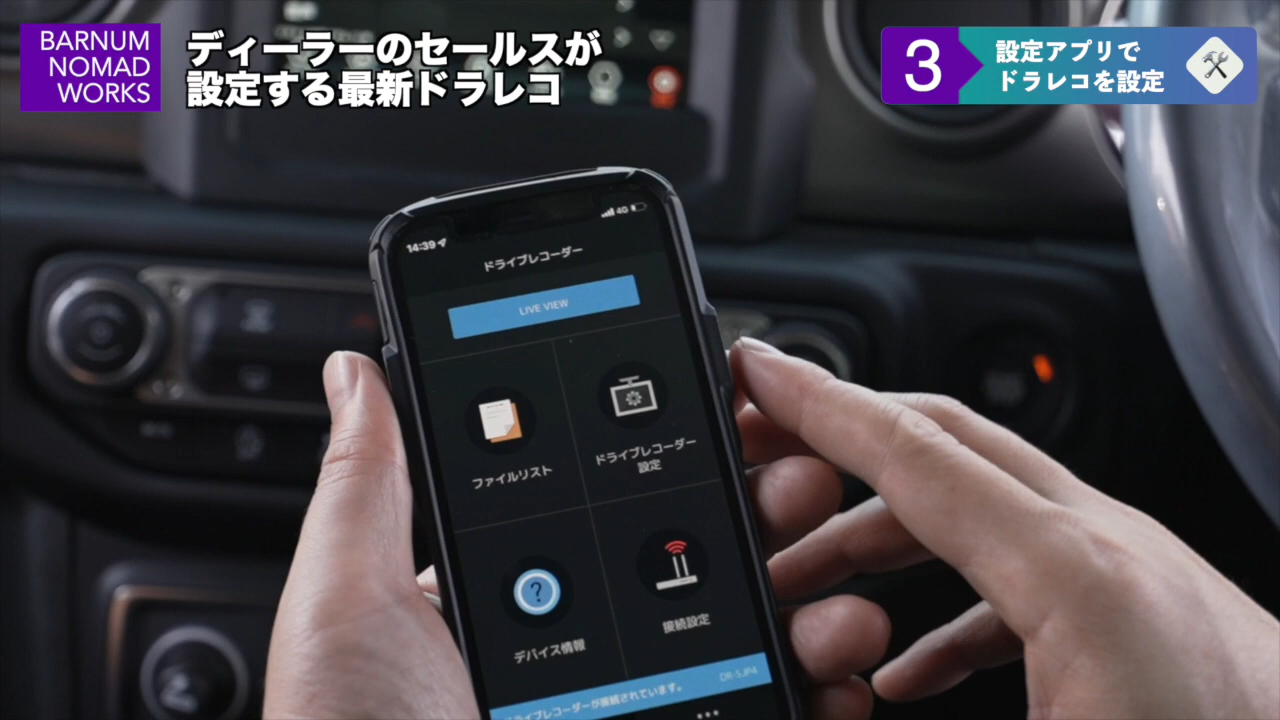 BARNUM
NOMAD
WORKS
ディーラーのセールスが
設定する最新ドラレコ
3
設定アプリで
ドラレコを設定
14:39
4G
ドライブレコーダー
LIVE VIEW
ファイルリスト
ドライブレコーダー
設定
?
デバイス情報
接続設定
ドライブレコーダーが接続されています。
DR-SJP4